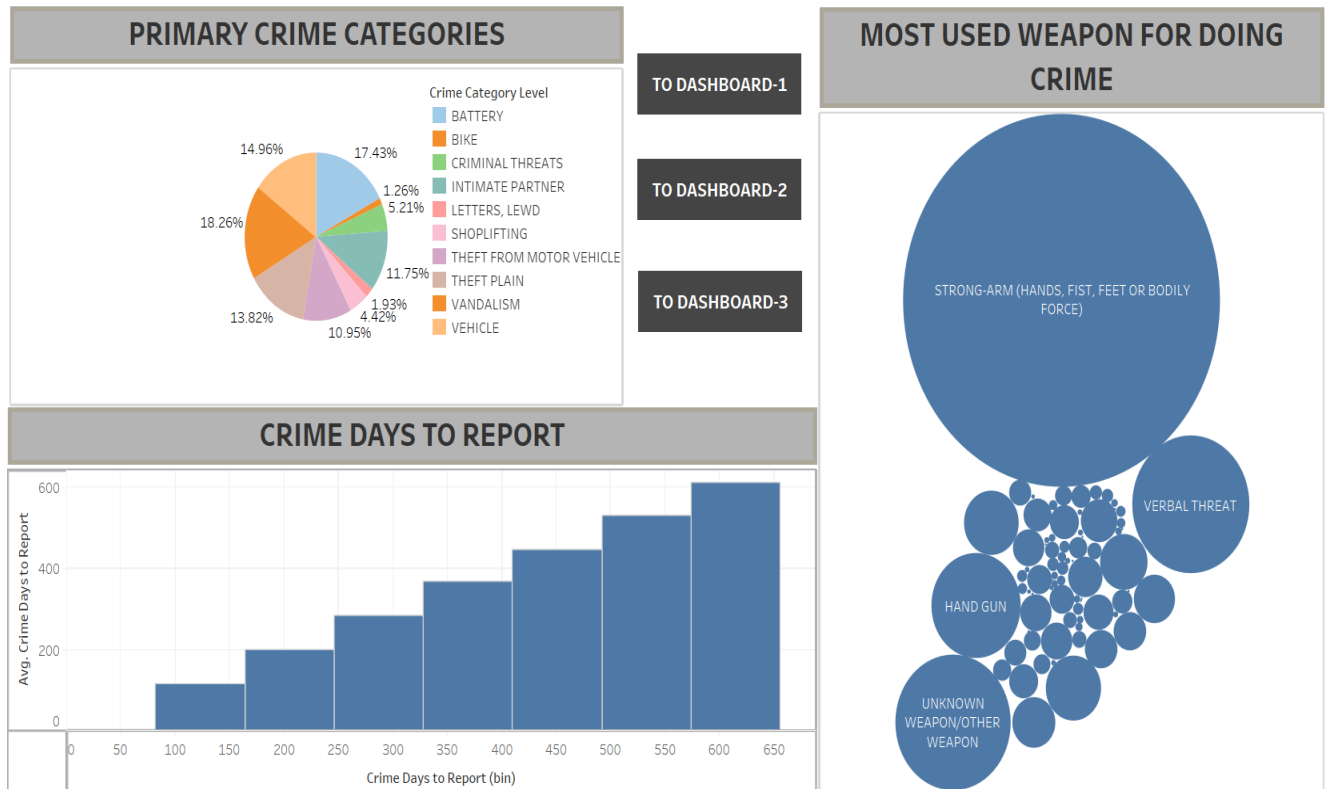 PRIMARY CRIME CATEGORIES
Crime Category Level
BATTERY
BIKE
CRIMINAL THREATS
INTIMATE PARTNER
LETTERS, LEWD
SHOPLIFTING
THEFT FROM MOTOR VEHICLE
THEFT PLAIN
VANDALISM
VEHICLE
14.96%
17.43%
1.26%
5.21%
18.26%
11.75%
1.93%
4.42%
13.82%
10.95%
TO DASHBOARD-1
TO DASHBOARD-2
TO DASHBOARD-3
MOST USED WEAPON FOR DOING
CRIME
STRONG-ARM (HANDS, FIST, FEET OR BODILY
FORCE)
VERBAL THREAT
HAND GUN
UNKNOWN
WEAPON/OTHER
WEAPON
CRIME DAYS TO REPORT
Avg. Crime Days to Report
600
400
200
0
0 50 100 150 200 250 300 350 400 450 500 550 600 650
Crime Days to Report (bin)